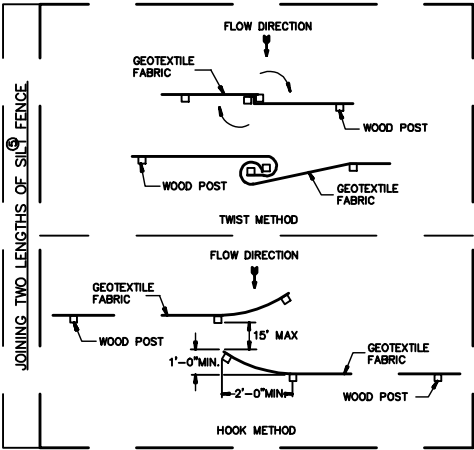 JOINING TWO LENGTHS OF SILT FENCE
5
FLOW DIRECTION
GEOTEXTILE
FABRIC
WOOD POST
WOOD POST
GEOTEXTILE
FABRIC
TWIST METHOD
FLOW DIRECTION
GEOTEXTILE
FABRIC
WOOD POST
15' MAX
1'-0"MIN.
2'-0"MIN.
GEOTEXTILE
FABRIC
WOOD POST
HOOK METHOD